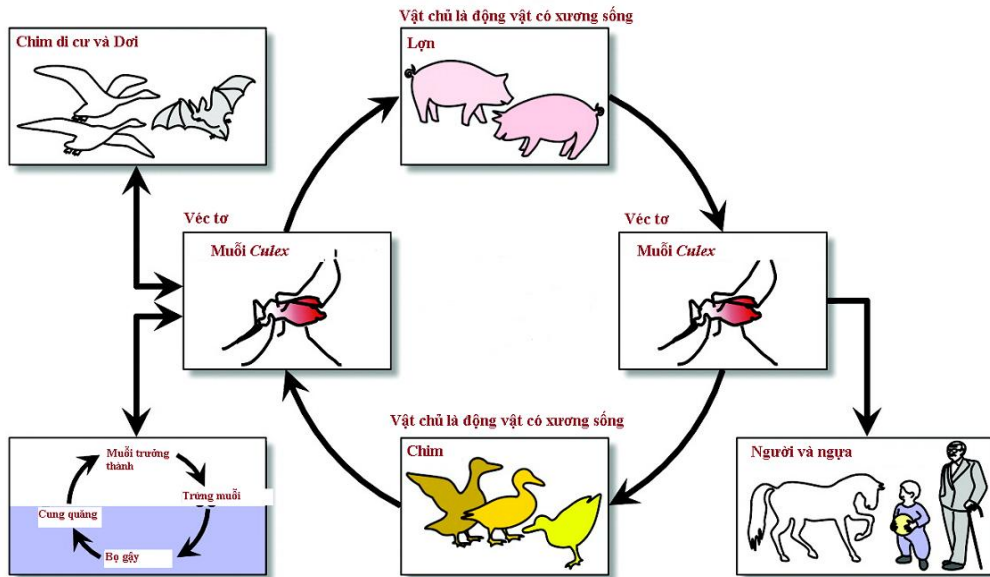 Vật chủ là động vật có xương sống
Chim di cư và Dơi
Lợn
Véc tơ
Muỗi Culex
Véc tơ
Muỗi Culex
Vật chủ là động vật có xương sống
Chim
Muỗi trưởng
thành
Trứng muỗi
Cung quăng
Bọ gậy
Người và ngựa